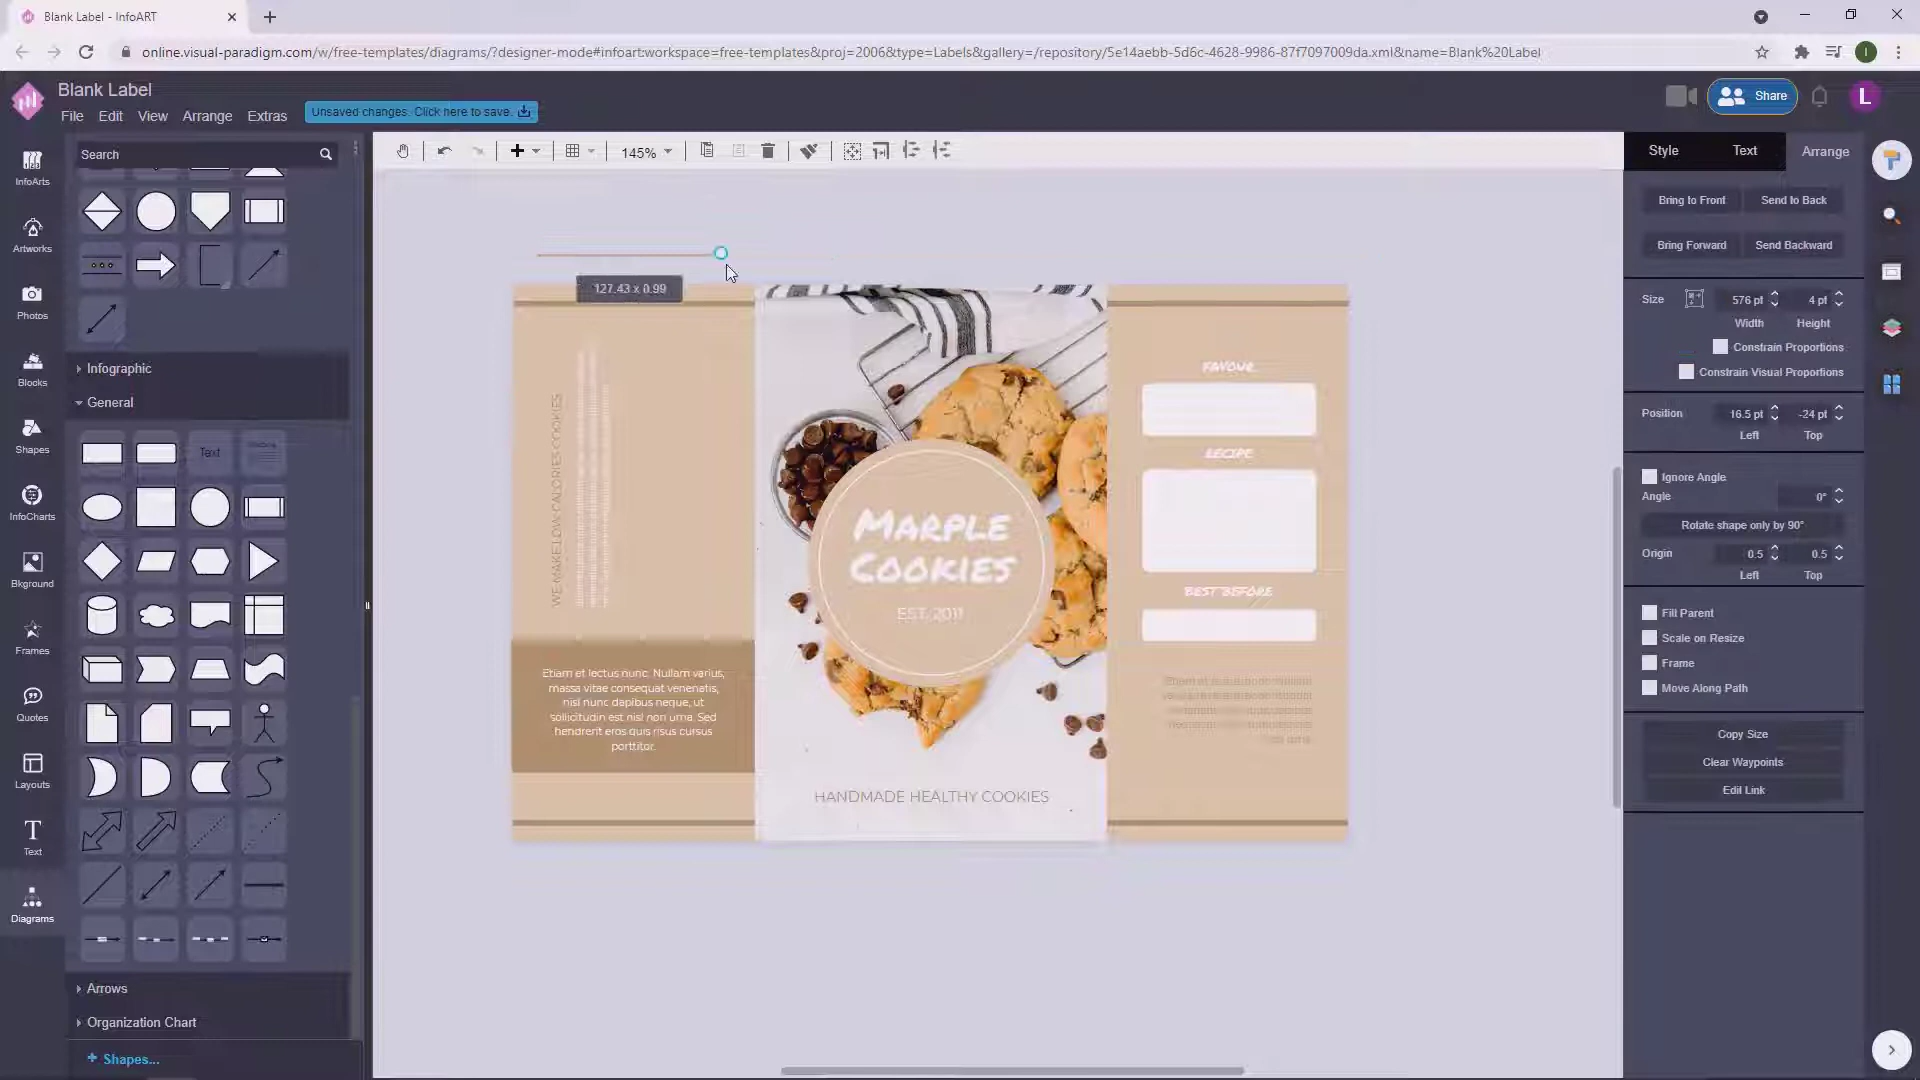 Blank Label - InfoART
online.visual-paradigm.com/w/free-templates/diagrams/?designer-mode#infoart:workspace=free-templates&proj=2006&type=Labels&gallery=/repository/5e14aebb-5d6c-4628-9986-87f7097009da.xml&name=Blank%20Label
I
Blank Label
File Edit View Arrange Extras
Unsaved changes. Click here to save.
Share
L
Search
145%
Style Text Arrange
InfoArts
Artworks
Photos
Blocks
Shapes
InfoCharts
Bkground
Frames
Quotes
Layouts
Text
Diagrams
Infographic
General
Text
Arrows
Organization Chart
+ Shapes...
127.43 x 0.99
WE MAKE LOW CALORIES COOKIES
Etiam et lectus nunc. Nullam varius,
massa vitae consequat venenatis,
nisl nunc dapibus neque, ut
sollicitudin est nisl non urna. Sed
hendrerit eros quis risus cursus
porttitor.
MARPLE
COOKIES
EST. 2011
HANDMADE HEALTHY COOKIES
FAVOUR
RECIPE
BEST BEFORE
Bring to Front Send to Back
Bring Forward Send Backward
Size 576 pt 4 pt
Width Height
Constrain Proportions
Constrain Visual Proportions
Position 16.5 pt -24 pt
Left Top
Ignore Angle
Angle 0°
Rotate shape only by 90°
Origin 0.5 0.5
Left Top
Fill Parent
Scale on Resize
Frame
Move Along Path
Copy Size
Clear Waypoints
Edit Link